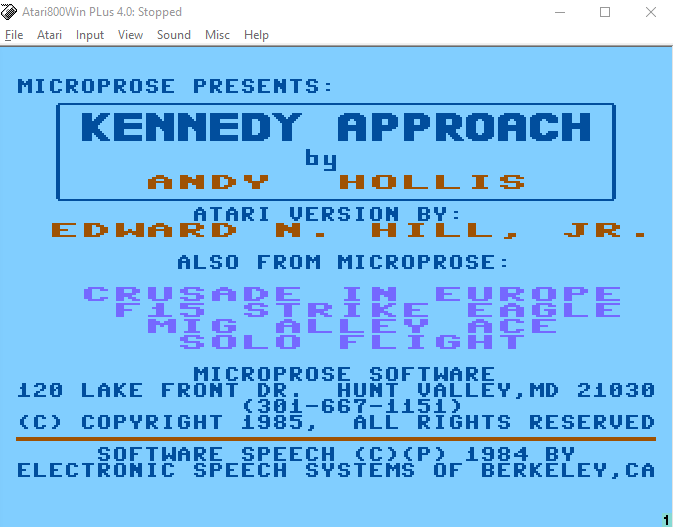 Atari800Win PLus 4.0: Stopped
File Atari Input View Sound Misc Help
MICROPROSE PRESENTS:
KENNEDY APPROACH
by
ANDY HOLLIS
ATARI VERSION BY:
EDWARD N. HILL, JR.
ALSO FROM MICROPROSE:
CRUSADE IN EUROPE
F15 STRIKE EAGLE
MIG ALLEY ACE
SOLO FLIGHT
MICROPROSE SOFTWARE
120 LAKE FRONT DR. HUNT VALLEY,MD 21030
(301-667-1151)
(C) COPYRIGHT 1985, ALL RIGHTS RESERVED
SOFTWARE SPEECH (C)(P) 1984 BY
ELECTRONIC SPEECH SYSTEMS OF BERKELEY,CA
1